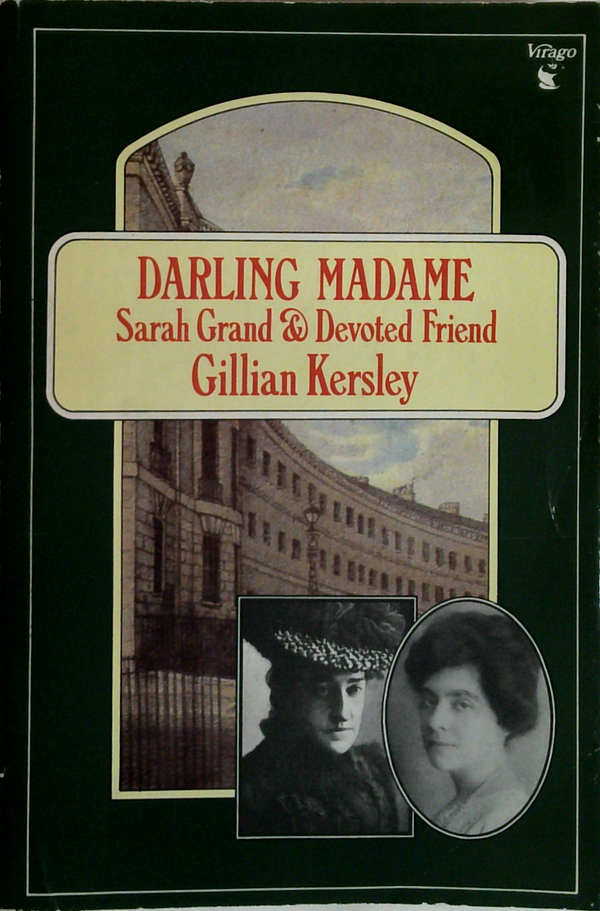 Virago
DARLING MADAME
Sarah Grand & Devoted Friend
Gillian Kersley